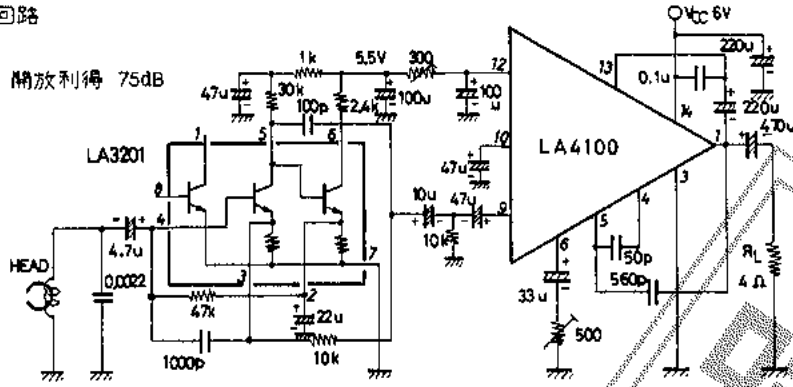 回路
開放利得 75dB
LA3201
HEAD
0.0022
4.7u
47u
1k
30k
100p
5.5V
2.4k
100u
300
100u
1
5
6
8
4
3
2
7
47k
1000p
22u
10k
10u
10k
47u
47u
12
10
9
LA4100
13
14
1
6
5
4
3
33u
500
50p
560p
0.1u
VCC 6V
220u
220u
470u
RL
4Ω